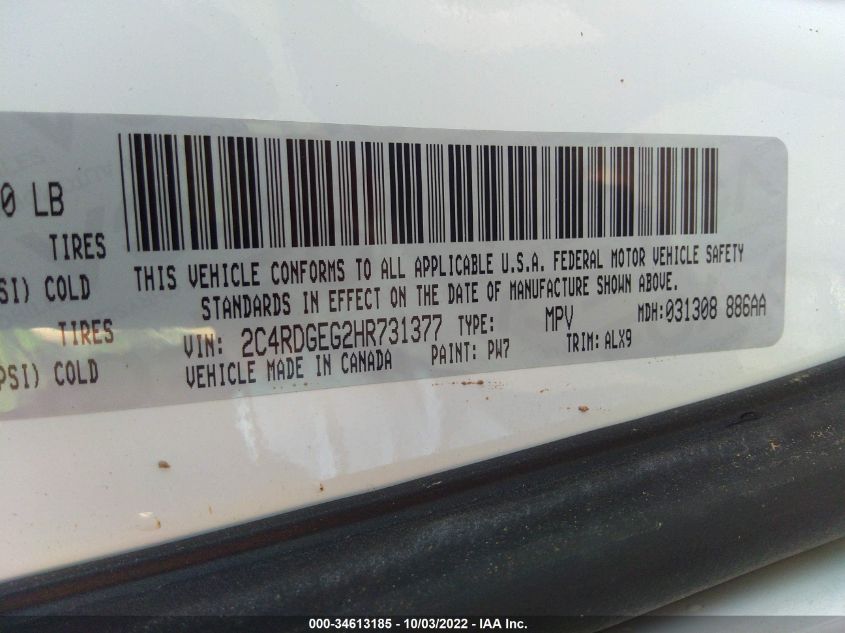 0 LB
TIRES
SI) COLD
TIRES
PSI) COLD
THIS VEHICLE CONFORMS TO ALL APPLICABLE U.S.A. FEDERAL MOTOR VEHICLE SAFETY
STANDARDS IN EFFECT ON THE DATE OF MANUFACTURE SHOWN ABOVE.
VIN: 2C4RDGEG2HR731377 TYPE: MPV MDH: 031308 886AA
VEHICLE MADE IN CANADA PAINT: PW7 TRIM: ALX9
000-34613185 - 10/03/2022 - IAA Inc.